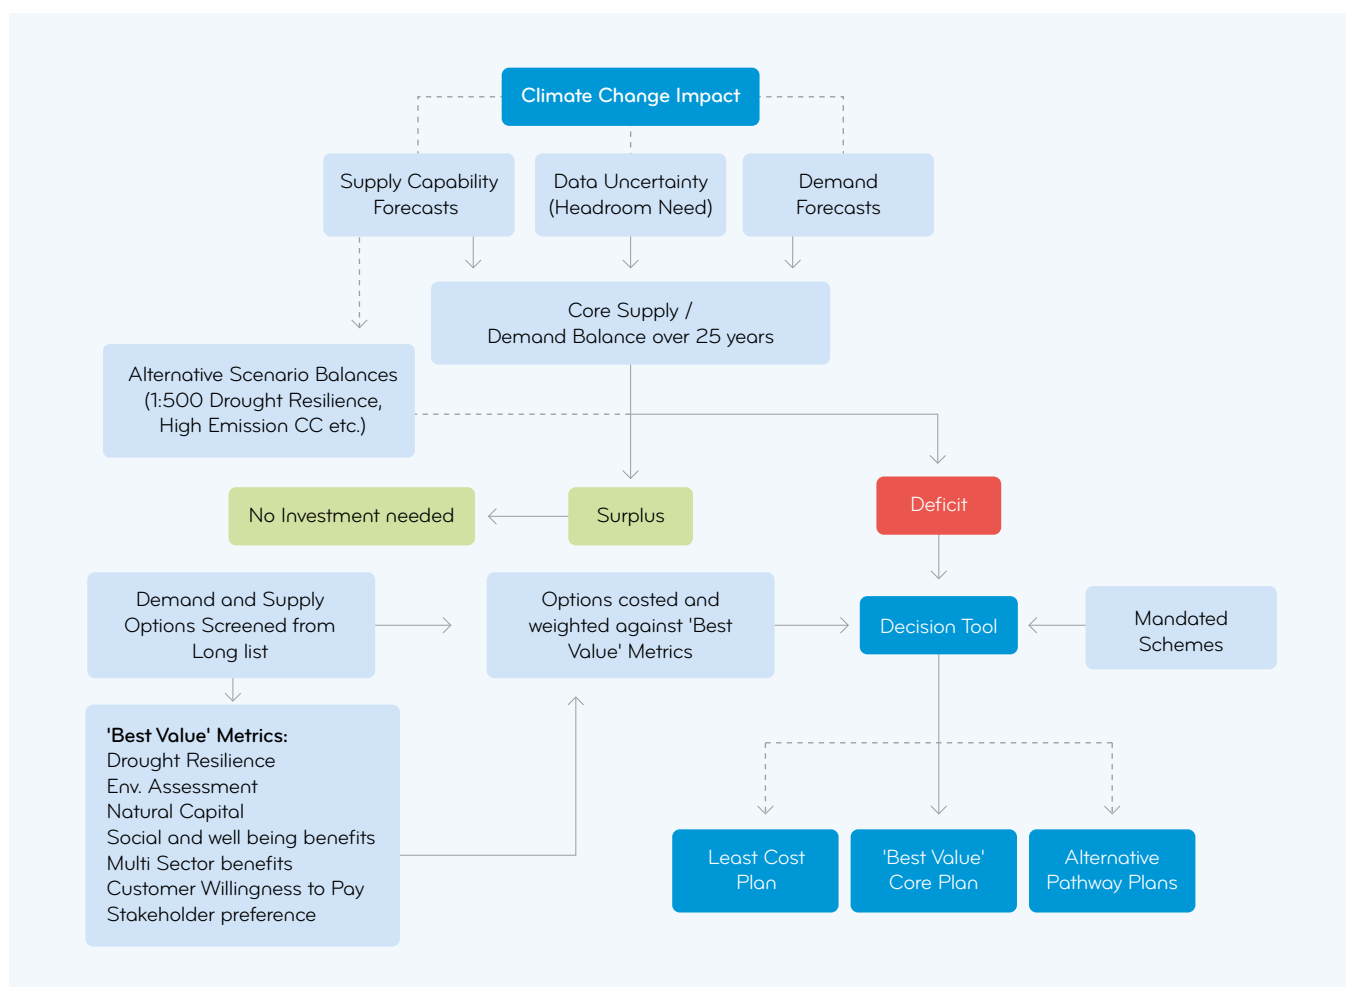 Climate Change Impact
Supply Capability
Forecasts
Data Uncertainty
(Headroom Need)
Demand
Forecasts
Core Supply /
Demand Balance over 25 years
Alternative Scenario Balances
(1:500 Drought Resilience,
High Emission CC etc.)
No Investment needed
Surplus
Deficit
Demand and Supply
Options Screened from
Long list
Options costed and
weighted against 'Best
Value' Metrics
Decision Tool
Mandated
Schemes
'Best Value' Metrics:
Drought Resilience
Env. Assessment
Natural Capital
Social and well being benefits
Multi Sector benefits
Customer Willingness to Pay
Stakeholder preference
Least Cost
Plan
'Best Value'
Core Plan
Alternative
Pathway Plans